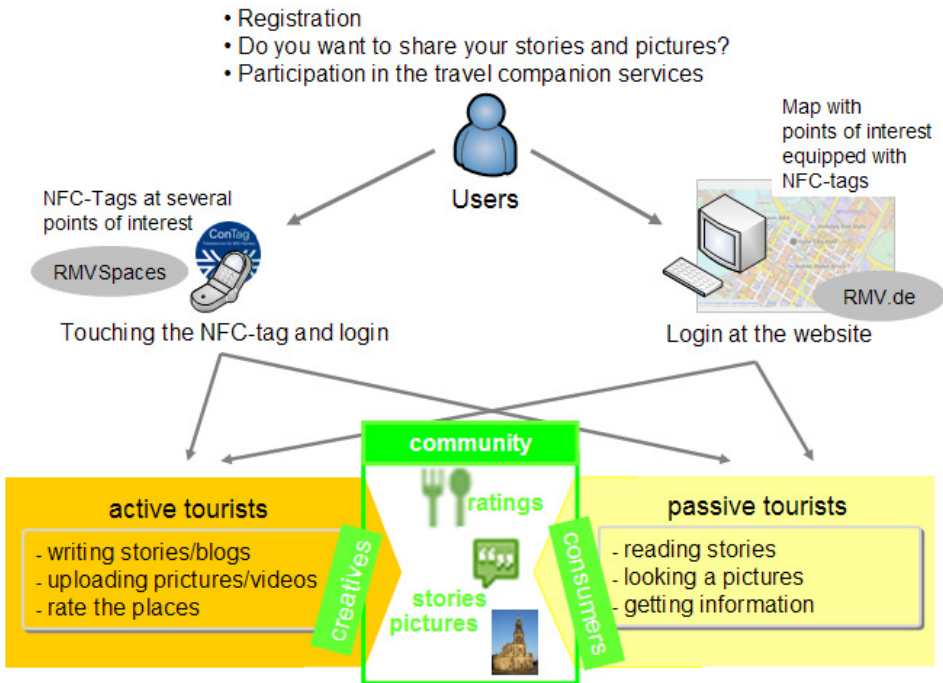 • Registration
• Do you want to share your stories and pictures?
• Participation in the travel companion services
Users
NFC-Tags at several
points of interest
ConTag
RMVSpaces
Touching the NFC-tag and login
Map with
points of interest
equipped with
NFC-tags
RMV.de
Login at the website
community
ratings
stories
pictures
active tourists
- writing stories/blogs
- uploading prictures/videos
- rate the places
creatives
consumers
passive tourists
- reading stories
- looking a pictures
- getting information